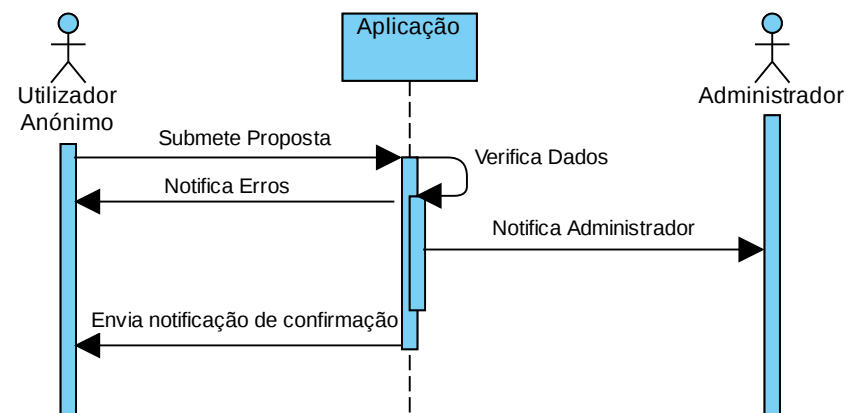 Aplicação
Utilizador
Anónimo
Administrador
Submete Proposta
Verifica Dados
Notifica Erros
Notifica Administrador
Envia notificação de confirmação